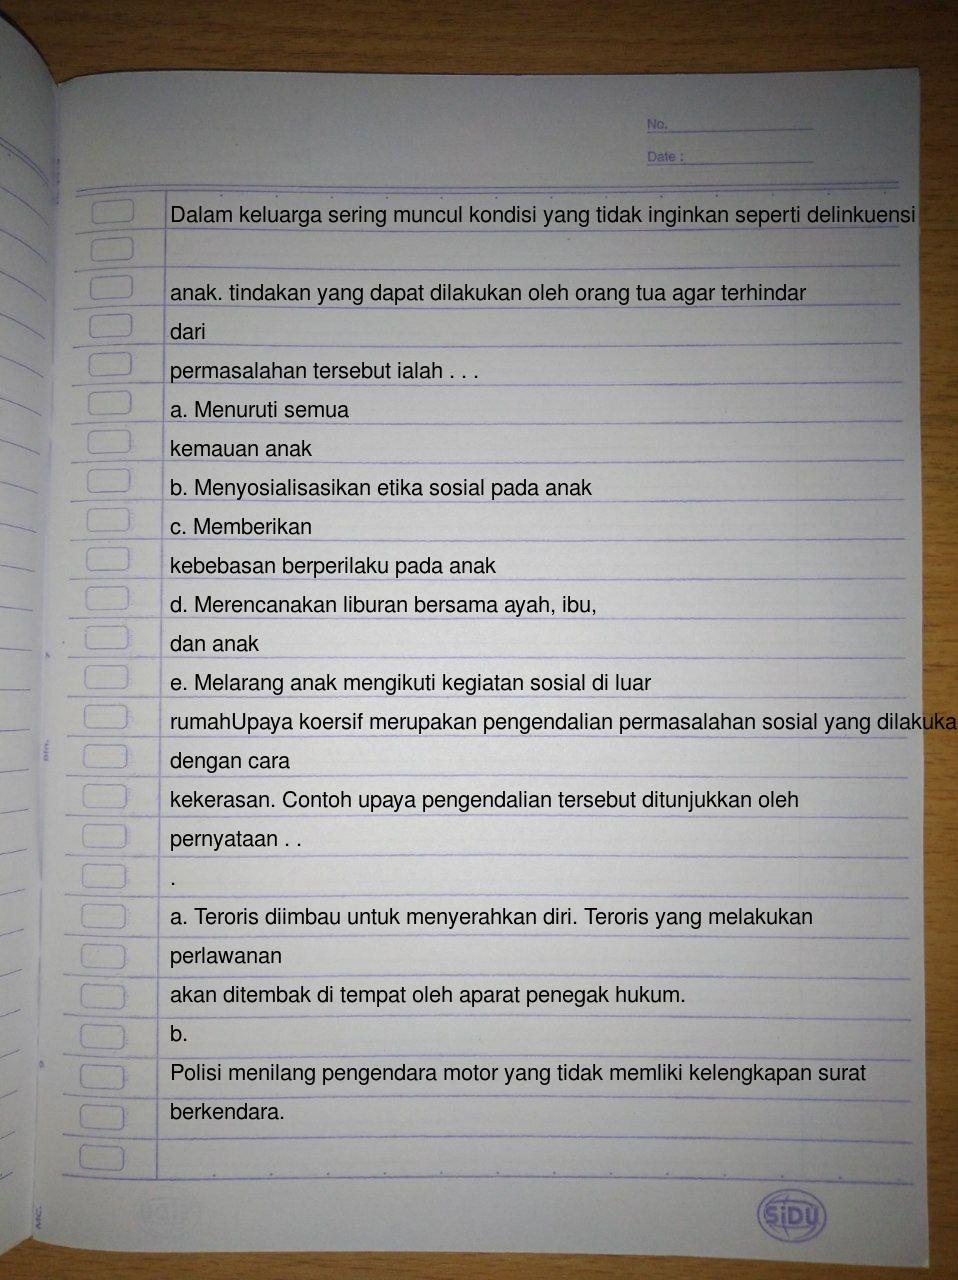 No.
Date :
Dalam keluarga sering muncul kondisi yang tidak inginkan seperti delinkuensi
anak. tindakan yang dapat dilakukan oleh orang tua agar terhindar
dari
permasalahan tersebut ialah . . .
a. Menuruti semua
kemauan anak
b. Menyosialisasikan etika sosial pada anak
c. Memberikan
kebebasan berperilaku pada anak
d. Merencanakan liburan bersama ayah, ibu,
dan anak
e. Melarang anak mengikuti kegiatan sosial di luar
rumahUpaya koersif merupakan pengendalian permasalahan sosial yang dilakuka
dengan cara
kekerasan. Contoh upaya pengendalian tersebut ditunjukkan oleh
pernyataan . .
.
a. Teroris diimbau untuk menyerahkan diri. Teroris yang melakukan
perlawanan
akan ditembak di tempat oleh aparat penegak hukum.
b.
Polisi menilang pengendara motor yang tidak memliki kelengkapan surat
berkendara.
SiDU